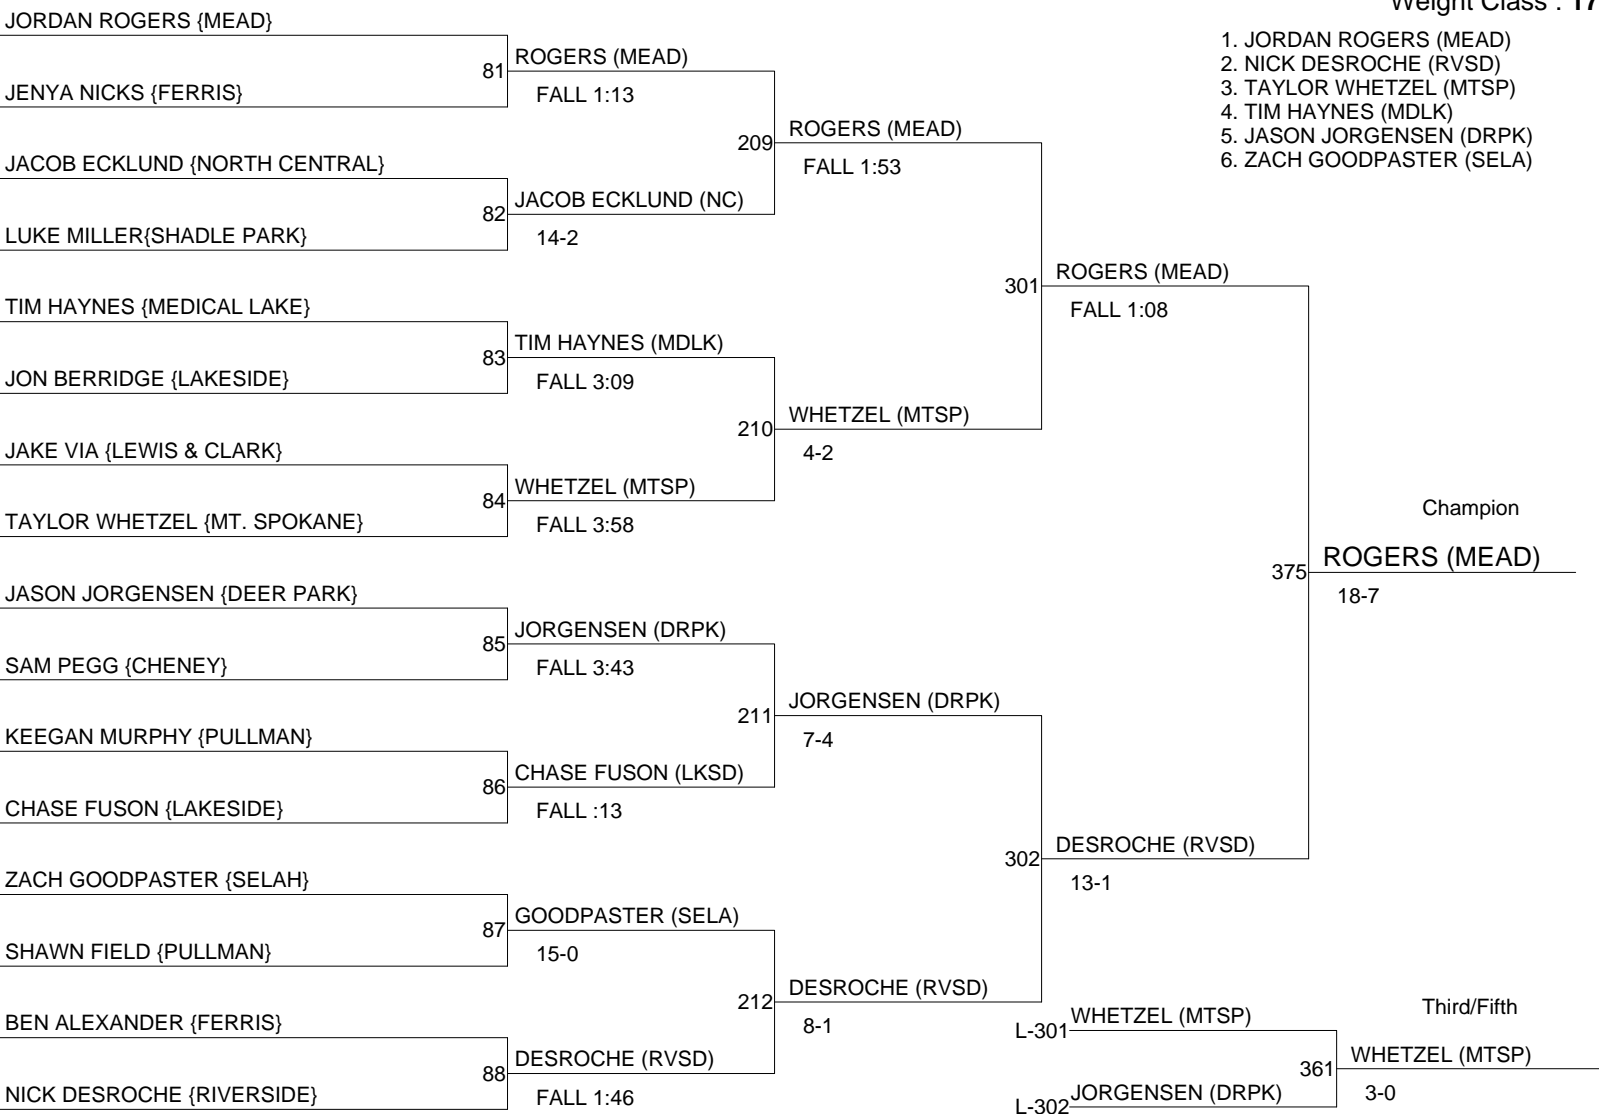 Weight Class : 17
1. JORDAN ROGERS (MEAD)
2. NICK DESROCHE (RVSD)
3. TAYLOR WHETZEL (MTSP)
4. TIM HAYNES (MDLK)
5. JASON JORGENSEN (DRPK)
6. ZACH GOODPASTER (SELA)
JORDAN ROGERS {MEAD}
JENYA NICKS {FERRIS}
JACOB ECKLUND {NORTH CENTRAL}
LUKE MILLER{SHADLE PARK}
TIM HAYNES {MEDICAL LAKE}
JON BERRIDGE {LAKESIDE}
JAKE VIA {LEWIS & CLARK}
TAYLOR WHETZEL {MT. SPOKANE}
JASON JORGENSEN {DEER PARK}
SAM PEGG {CHENEY}
KEEGAN MURPHY {PULLMAN}
CHASE FUSON {LAKESIDE}
ZACH GOODPASTER {SELAH}
SHAWN FIELD {PULLMAN}
BEN ALEXANDER {FERRIS}
NICK DESROCHE {RIVERSIDE}
81 ROGERS (MEAD)
FALL 1:13
82 JACOB ECKLUND (NC)
14-2
83 TIM HAYNES (MDLK)
FALL 3:09
84 WHETZEL (MTSP)
FALL 3:58
85 JORGENSEN (DRPK)
FALL 3:43
86 CHASE FUSON (LKSD)
FALL :13
87 GOODPASTER (SELA)
15-0
88 DESROCHE (RVSD)
FALL 1:46
209 ROGERS (MEAD)
FALL 1:53
210 WHETZEL (MTSP)
4-2
211 JORGENSEN (DRPK)
7-4
212 DESROCHE (RVSD)
8-1
301 ROGERS (MEAD)
FALL 1:08
302 DESROCHE (RVSD)
13-1
Champion
375 ROGERS (MEAD)
18-7
Third/Fifth
L-301 WHETZEL (MTSP)
L-302 JORGENSEN (DRPK)
361 WHETZEL (MTSP)
3-0